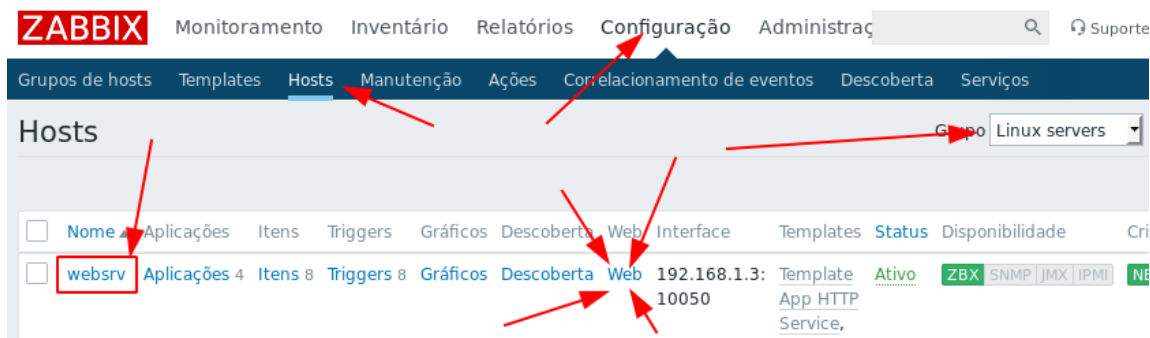 ZABBIX Monitoramento Inventário Relatórios Configuração Administraç Suporte
Grupos de hosts Templates Hosts Manutenção Ações Correlacionamento de eventos Descoberta Serviços
Hosts Grupo Linux servers
Nome Aplicações Itens Triggers Gráficos Descoberta Web Interface Templates Status Disponibilidade Cri
websrv Aplicações 4 Itens 8 Triggers 8 Gráficos Descoberta Web 192.168.1.3: Template Ativo ZBX SNMP JMX IPMI NE
10050 App HTTP
Service,